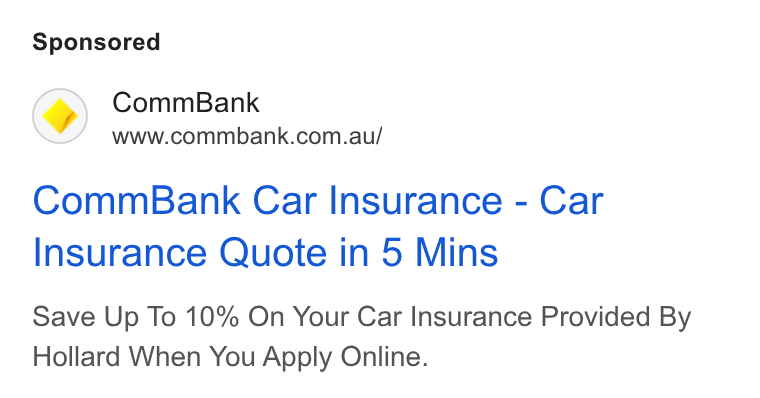 Sponsored
CommBank
www.commbank.com.au/
CommBank Car Insurance - Car
Insurance Quote in 5 Mins
Save Up To 10% On Your Car Insurance Provided By
Hollard When You Apply Online.